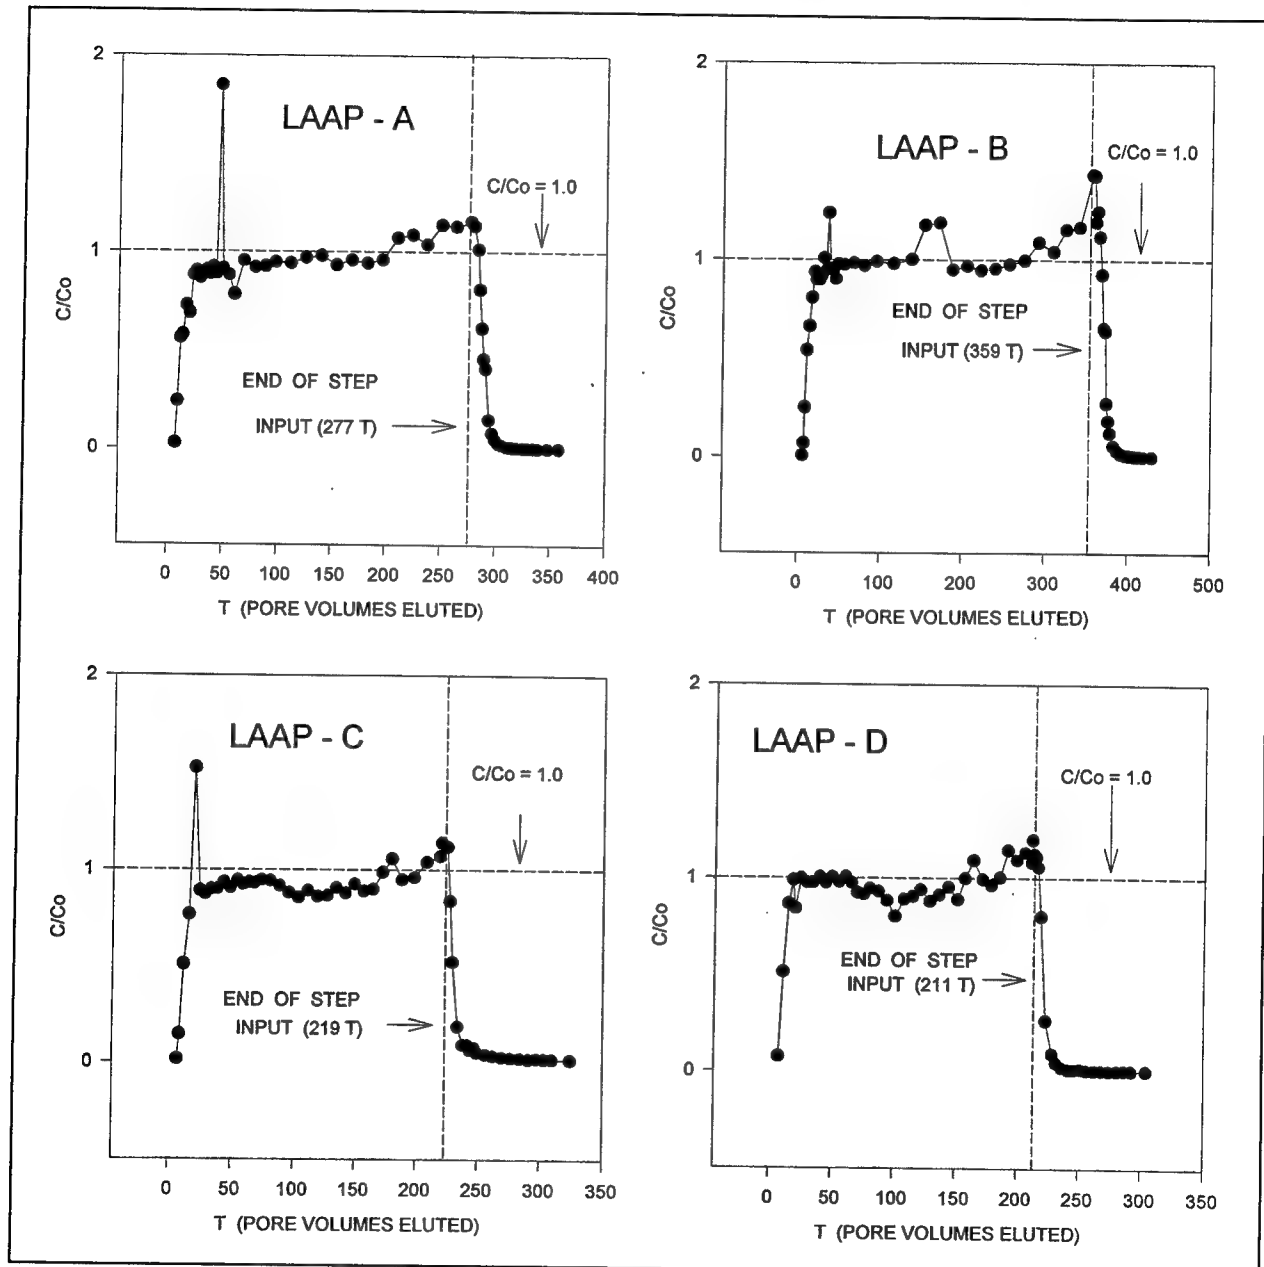 2
1
0
C/Co
LAAP - A
C/Co = 1.0
END OF STEP
INPUT (277 T)
0 50 100 150 200 250 300 350 400
T (PORE VOLUMES ELUTED)
2
1
0
C/Co
LAAP - B
C/Co = 1.0
END OF STEP
INPUT (359 T)
0 100 200 300 400 500
T (PORE VOLUMES ELUTED)
2
1
0
C/Co
LAAP - C
C/Co = 1.0
END OF STEP
INPUT (219 T)
0 50 100 150 200 250 300 350
T (PORE VOLUMES ELUTED)
2
1
0
C/Co
LAAP - D
C/Co = 1.0
END OF STEP
INPUT (211 T)
0 50 100 150 200 250 300 350
T (PORE VOLUMES ELUTED)